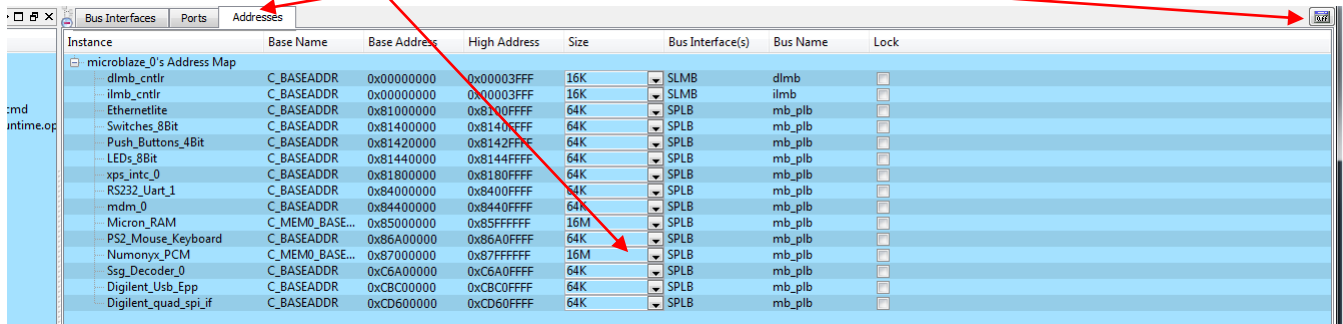 Bus Interfaces Ports Addresses
Instance Base Name Base Address High Address Size Bus Interface(s) Bus Name Lock
microblaze_0's Address Map
dlmb_cntlr C_BASEADDR 0x00000000 0x00003FFF 16K SLMB dlmb
ilmb_cntlr C_BASEADDR 0x00000000 0x00003FFF 16K SLMB ilmb
cmd Ethernetlite C_BASEADDR 0x81000000 0x8100FFFF 64K SPLB mb_plb
untime.op Switches_8Bit C_BASEADDR 0x81400000 0x8140FFFF 64K SPLB mb_plb
Push_Buttons_4Bit C_BASEADDR 0x81420000 0x8142FFFF 64K SPLB mb_plb
LEDs_8Bit C_BASEADDR 0x81440000 0x8144FFFF 64K SPLB mb_plb
xps_intc_0 C_BASEADDR 0x81800000 0x8180FFFF 64K SPLB mb_plb
RS232_Uart_1 C_BASEADDR 0x84000000 0x8400FFFF 64K SPLB mb_plb
mdm_0 C_BASEADDR 0x84400000 0x8440FFFF 64K SPLB mb_plb
Micron_RAM C_MEM0_BASE... 0x85000000 0x85FFFFFF 16M SPLB mb_plb
PS2_Mouse_Keyboard C_BASEADDR 0x86A00000 0x86A0FFFF 64K SPLB mb_plb
Numonyx_PCM C_MEM0_BASE... 0x87000000 0x87FFFFFF 16M SPLB mb_plb
Ssg_Decoder_0 C_BASEADDR 0xC6A00000 0xC6A0FFFF 64K SPLB mb_plb
Digilent_Usb_Epp C_BASEADDR 0xCBC00000 0xCBC0FFFF 64K SPLB mb_plb
Digilent_quad_spi_if C_BASEADDR 0xCD600000 0xCD60FFFF 64K SPLB mb_plb